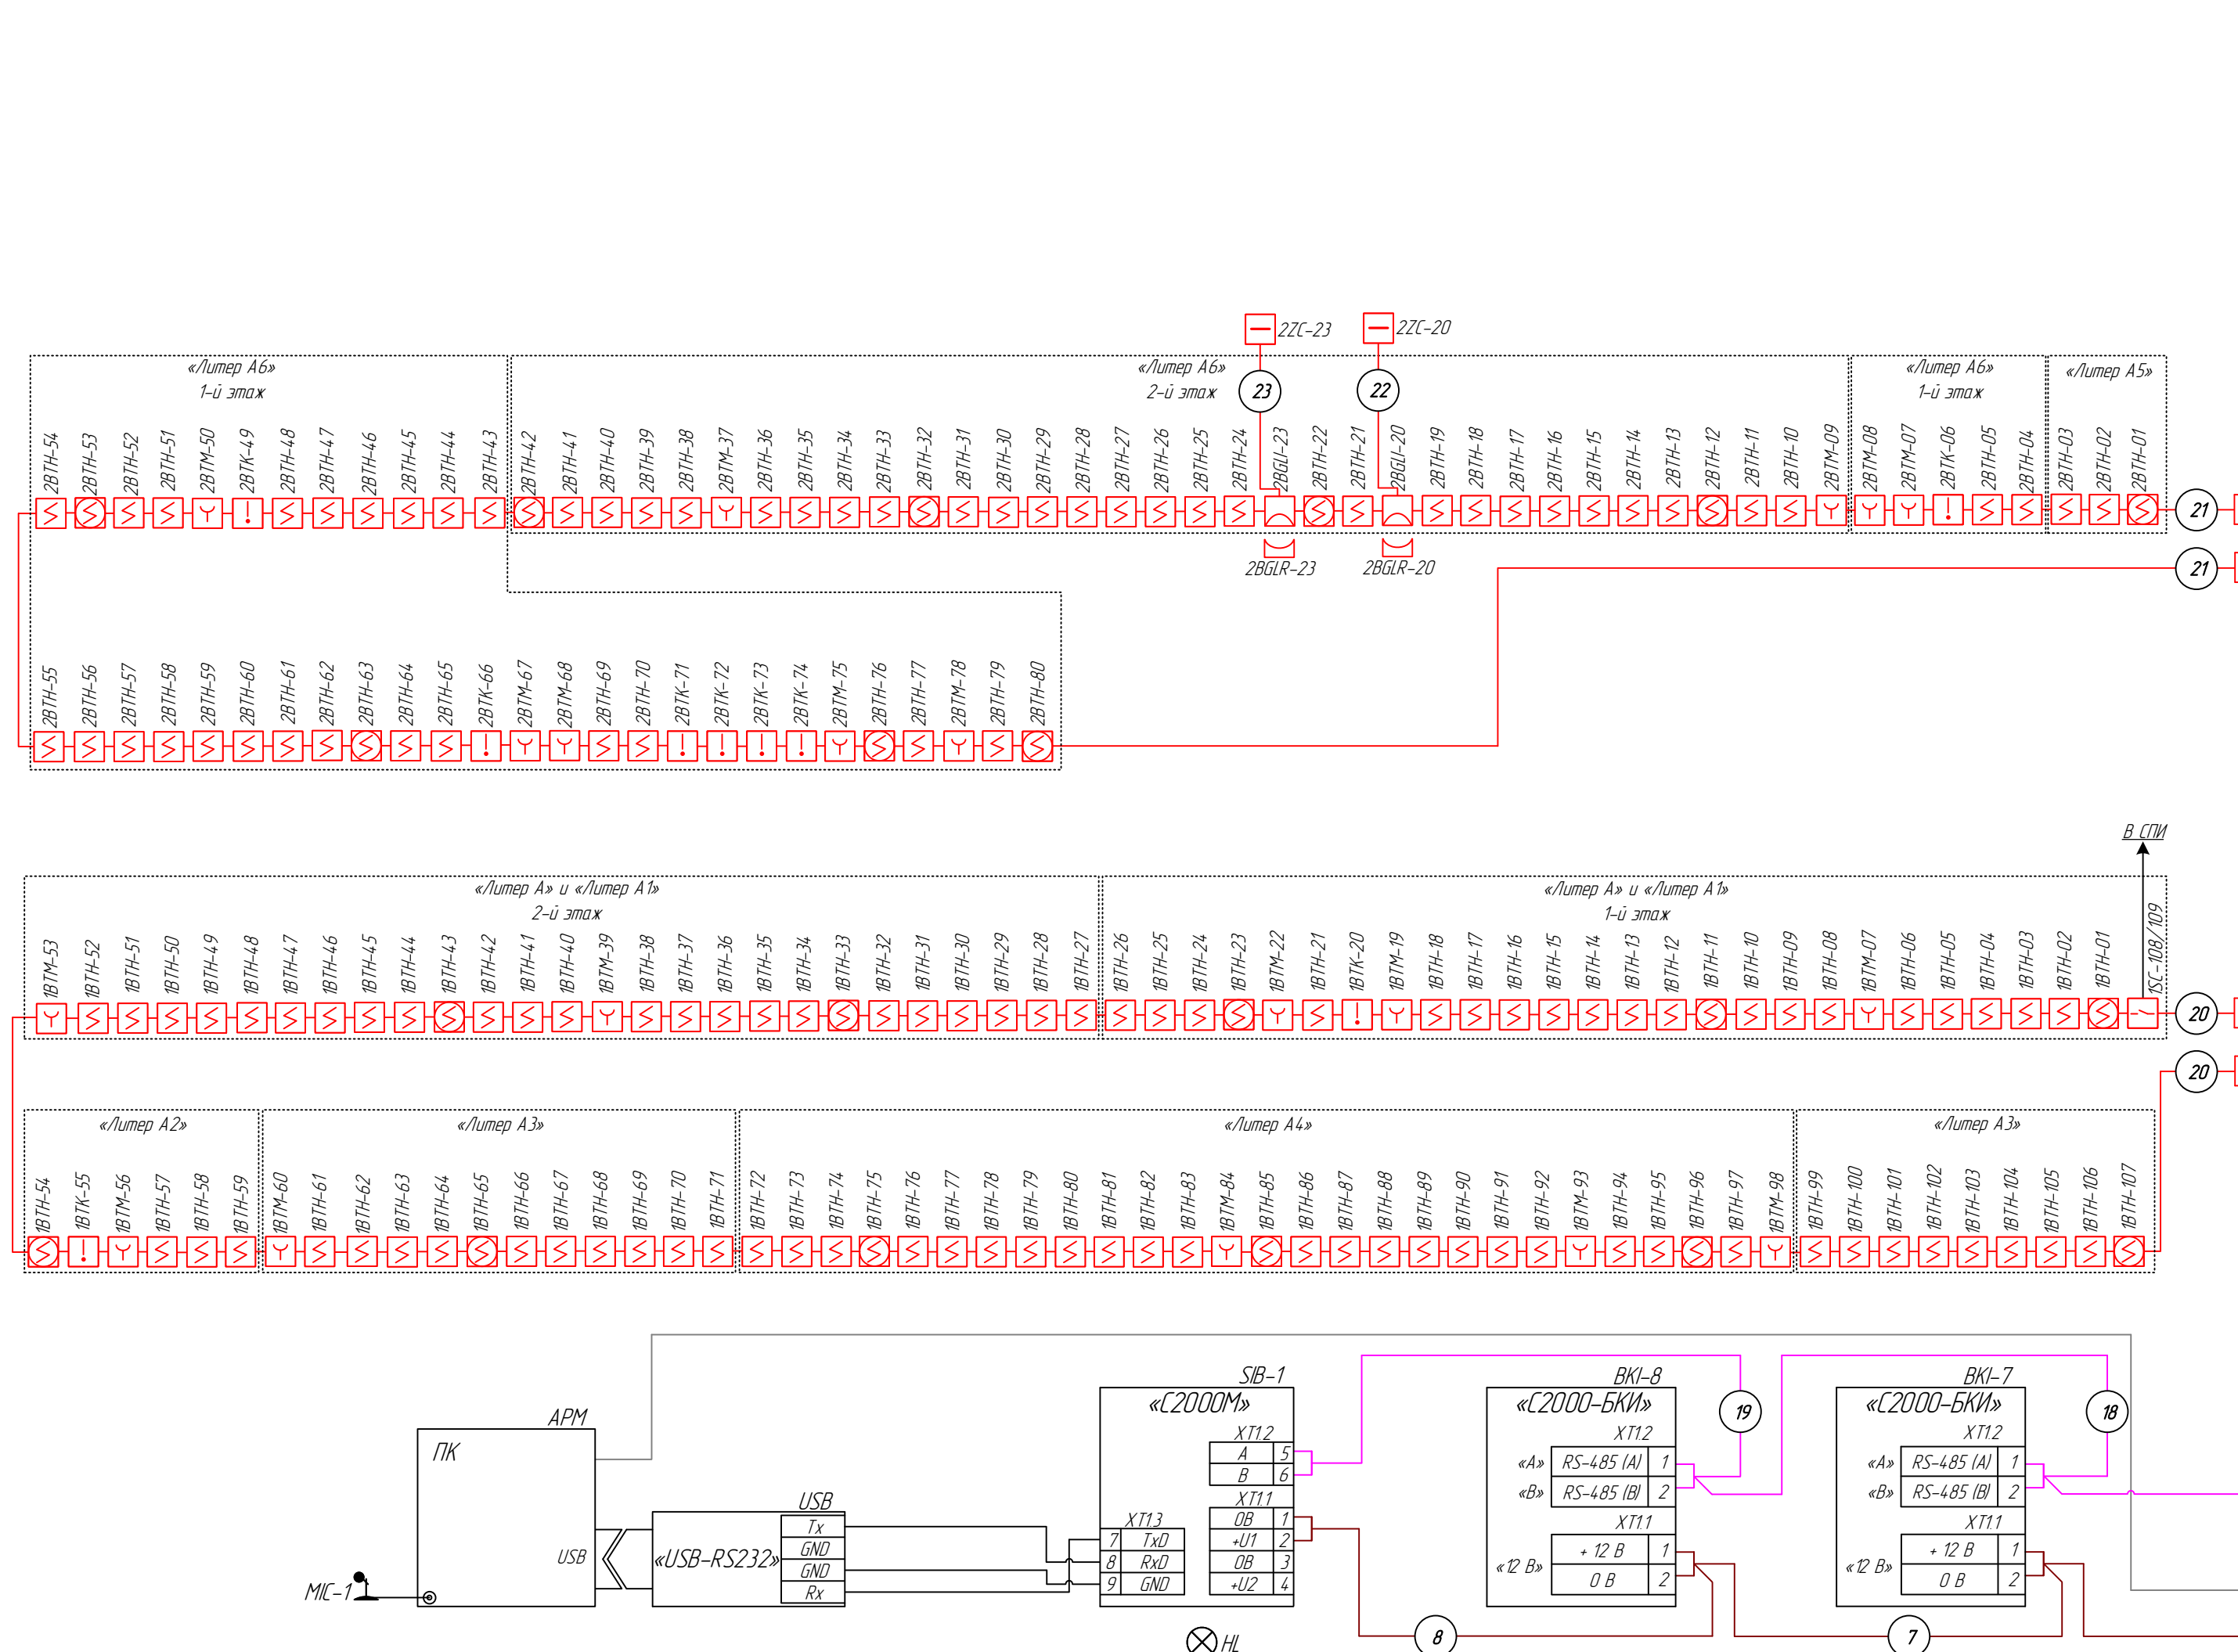 2ZC-23
2ZC-20
«Литер А6»
1-й этаж
«Литер А6»
2-й этаж
23
22
«Литер А6»
1-й этаж
«Литер А5»
2BTH-54
2BTH-53
2BTH-52
2BTH-51
2BTM-50
2BTK-49
2BTH-48
2BTH-47
2BTH-46
2BTH-45
2BTH-44
2BTH-43
2BTH-42
2BTH-41
2BTH-40
2BTH-39
2BTH-38
2BTM-37
2BTH-36
2BTH-35
2BTH-34
2BTH-33
2BTH-32
2BTH-31
2BTH-30
2BTH-29
2BTH-28
2BTH-27
2BTH-26
2BTH-25
2BTH-24
2BGLI-23
2BTH-22
2BTH-21
2BGLI-20
2BTH-19
2BTH-18
2BTH-17
2BTH-16
2BTH-15
2BTH-14
2BTH-13
2BTH-12
2BTH-11
2BTH-10
2BTM-09
2BTM-08
2BTM-07
2BTK-06
2BTH-05
2BTH-04
2BTH-03
2BTH-02
2BTH-01
21
2BGLR-23
2BGLR-20
21
2BTH-55
2BTH-56
2BTH-57
2BTH-58
2BTH-59
2BTH-60
2BTH-61
2BTH-62
2BTH-63
2BTH-64
2BTH-65
2BTK-66
2BTM-67
2BTM-68
2BTH-69
2BTH-70
2BTK-71
2BTK-72
2BTK-73
2BTK-74
2BTM-75
2BTH-76
2BTH-77
2BTM-78
2BTH-79
2BTH-80
В СПИ
«Литер А» и «Литер А1»
2-й этаж
«Литер А» и «Литер А1»
1-й этаж
1BTM-53
1BTH-52
1BTH-51
1BTH-50
1BTH-49
1BTH-48
1BTH-47
1BTH-46
1BTH-45
1BTH-44
1BTH-43
1BTH-42
1BTH-41
1BTH-40
1BTM-39
1BTH-38
1BTH-37
1BTH-36
1BTH-35
1BTH-34
1BTH-33
1BTH-32
1BTH-31
1BTH-30
1BTH-29
1BTH-28
1BTH-27
1BTH-26
1BTH-25
1BTH-24
1BTH-23
1BTM-22
1BTH-21
1BTK-20
1BTM-19
1BTH-18
1BTH-17
1BTH-16
1BTH-15
1BTH-14
1BTH-13
1BTH-12
1BTH-11
1BTH-10
1BTH-09
1BTH-08
1BTM-07
1BTH-06
1BTH-05
1BTH-04
1BTH-03
1BTH-02
1BTH-01
1SC-108/109
20
20
«Литер А2»
«Литер А3»
«Литер А4»
«Литер А3»
1BTH-54
1BTK-55
1BTM-56
1BTH-57
1BTH-58
1BTH-59
1BTM-60
1BTH-61
1BTH-62
1BTH-63
1BTH-64
1BTH-65
1BTH-66
1BTH-67
1BTH-68
1BTH-69
1BTH-70
1BTH-71
1BTH-72
1BTH-73
1BTH-74
1BTH-75
1BTH-76
1BTH-77
1BTH-78
1BTH-79
1BTH-80
1BTH-81
1BTH-82
1BTH-83
1BTM-84
1BTH-85
1BTH-86
1BTH-87
1BTH-88
1BTH-89
1BTH-90
1BTH-91
1BTH-92
1BTM-93
1BTH-94
1BTH-95
1BTH-96
1BTH-97
1BTM-98
1BTH-99
1BTH-100
1BTH-101
1BTH-102
1BTH-103
1BTH-104
1BTH-105
1BTH-106
1BTH-107
АРМ
ПК
USB
MIC-1
USB
«USB-RS232»
Tx
GND
GND
Rx
SIB-1
«С2000М»
XT1.2
A 5
B 6
XT1.1
0В 1
+U1 2
0В 3
+U2 4
XT1.3
7 TxD
8 RxD
9 GND
HL
19
8
BKI-8
«С2000-БКИ»
XT1.2
«А» RS-485 (А) 1
«В» RS-485 (В) 2
XT1.1
«12 В»
+ 12 В 1
0 В 2
18
7
BKI-7
«С2000-БКИ»
XT1.2
«А» RS-485 (А) 1
«В» RS-485 (В) 2
XT1.1
«12 В»
+ 12 В 1
0 В 2